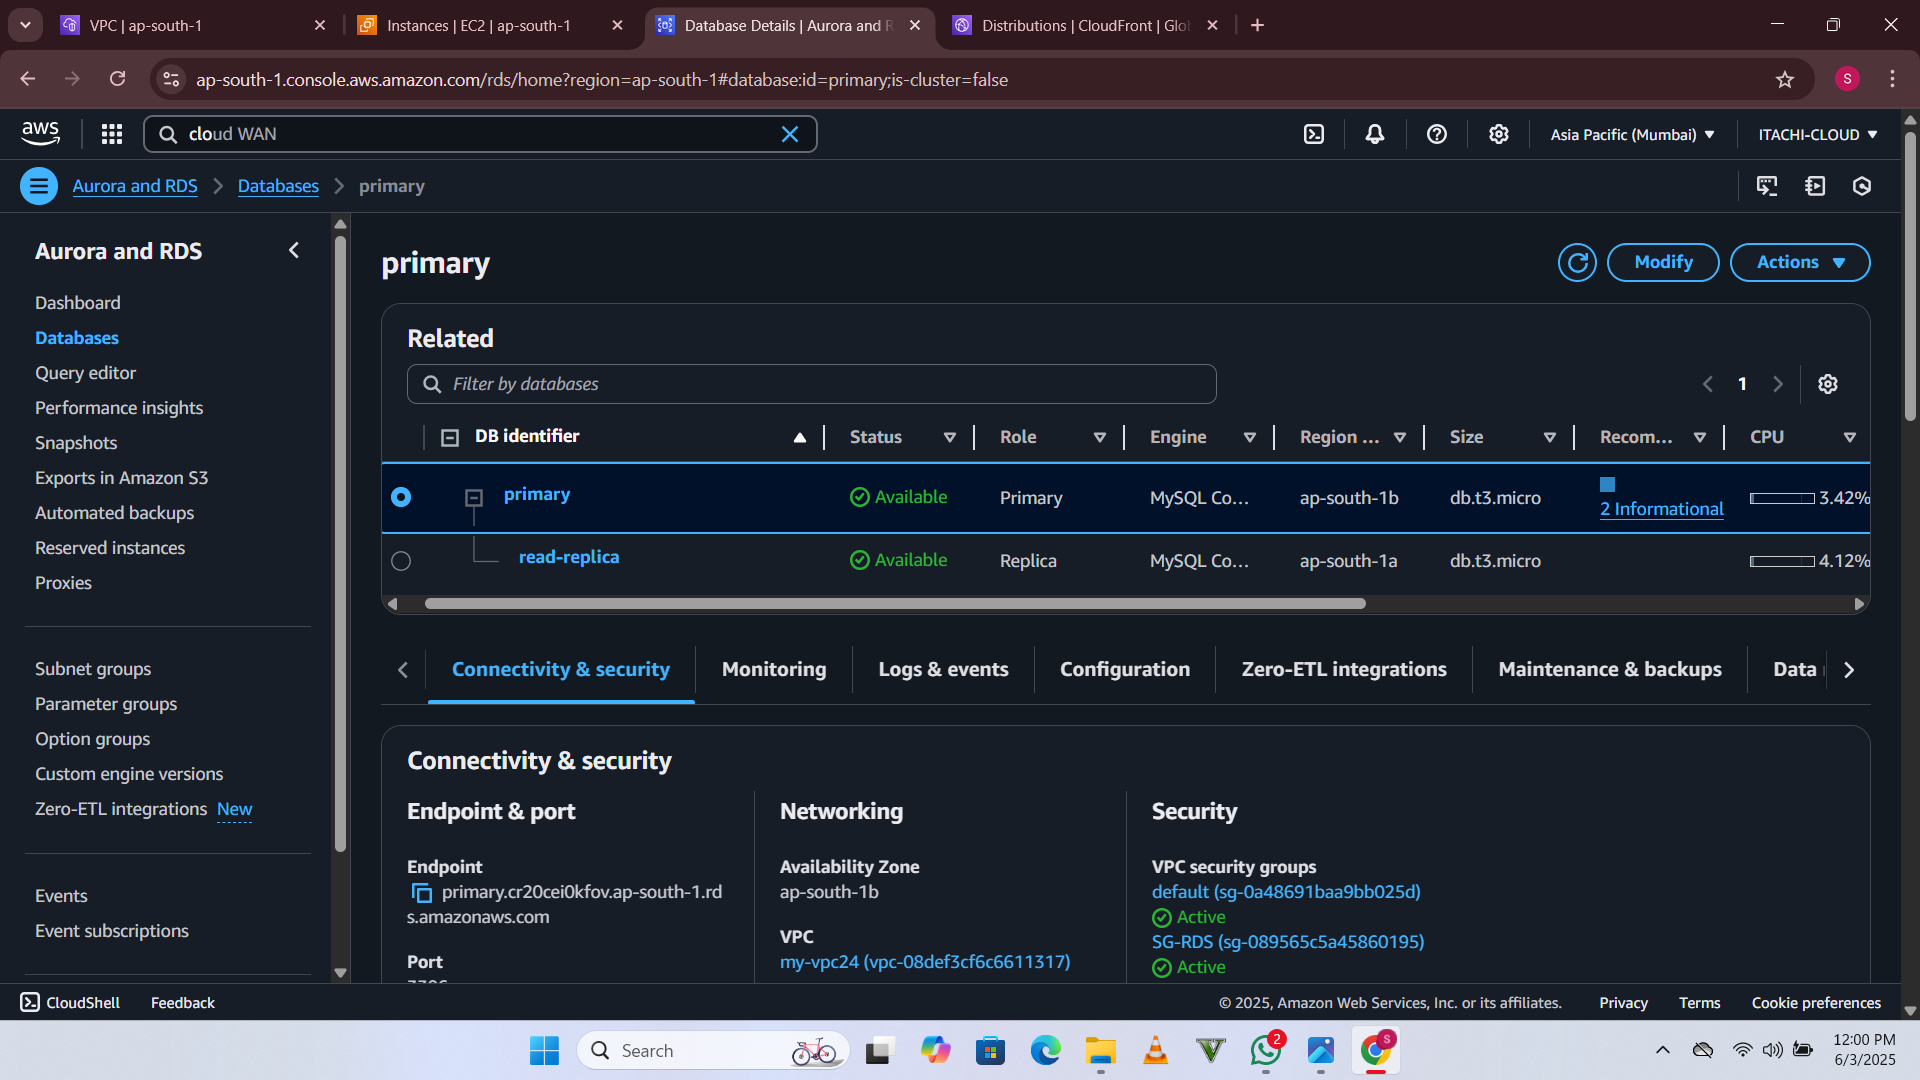 VPC | ap-south-1
Instances | EC2 | ap-south-1
Database Details | Aurora and R
Distributions | CloudFront | Glo
ap-south-1.console.aws.amazon.com/rds/home?region=ap-south-1#database:id=primary;is-cluster=false
S
aws
cloud WAN
Asia Pacific (Mumbai)
ITACHI-CLOUD
Aurora and RDS
Databases
primary
Aurora and RDS
Dashboard
Databases
Query editor
Performance insights
Snapshots
Exports in Amazon S3
Automated backups
Reserved instances
Proxies
Subnet groups
Parameter groups
Option groups
Custom engine versions
Zero-ETL integrations New
Events
Event subscriptions
primary
Modify
Actions
Related
Filter by databases
1
DB identifier Status Role Engine Region ... Size Recom... CPU
primary Available Primary MySQL Co... ap-south-1b db.t3.micro 2 Informational 3.42%
read-replica Available Replica MySQL Co... ap-south-1a db.t3.micro 4.12%
Connectivity & security
Monitoring
Logs & events
Configuration
Zero-ETL integrations
Maintenance & backups
Data
Connectivity & security
Endpoint & port
Endpoint
primary.cr20cei0kfov.ap-south-1.rd
s.amazonaws.com
Port
Networking
Availability Zone
ap-south-1b
VPC
my-vpc24 (vpc-08def3cf6c6611317)
Security
VPC security groups
default (sg-0a48691baa9bb025d)
Active
SG-RDS (sg-089565c5a45860195)
Active
CloudShell
Feedback
© 2025, Amazon Web Services, Inc. or its affiliates.
Privacy
Terms
Cookie preferences
Search
2
S
12:00 PM
6/3/2025